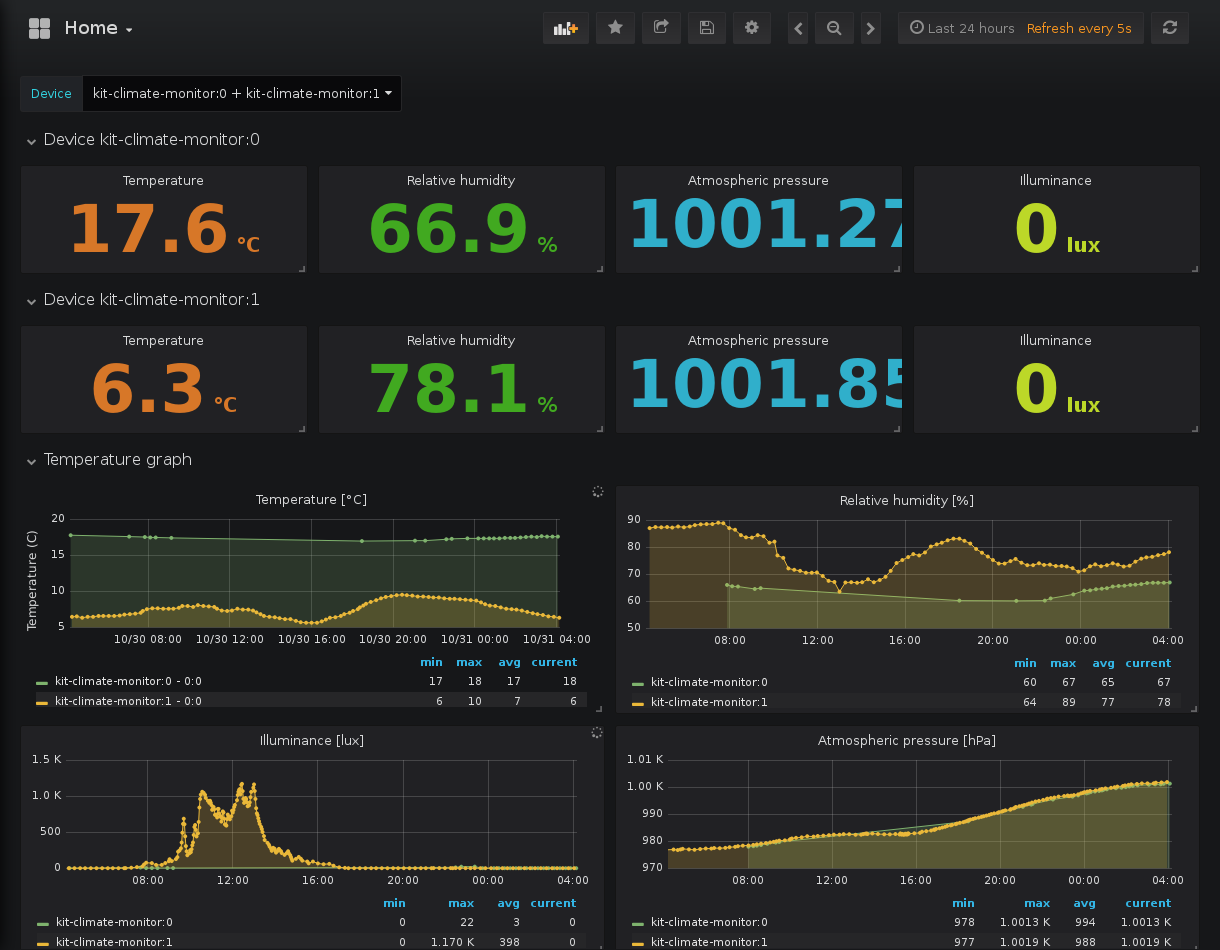 Home
Last 24 hours Refresh every 5s
Device kit-climate-monitor:0 + kit-climate-monitor:1
Device kit-climate-monitor:0
Temperature Relative humidity Atmospheric pressure Illuminance
17.6 °C 66.9 % 1001.27 0 lux
Device kit-climate-monitor:1
Temperature Relative humidity Atmospheric pressure Illuminance
6.3 °C 78.1 % 1001.85 0 lux
Temperature graph
Temperature [°C]
Temperature (C)
20
15
10
5
10/30 08:00 10/30 12:00 10/30 16:00 10/30 20:00 10/31 00:00 10/31 04:00
min max avg current
kit-climate-monitor:0 - 0:0 17 18 17 18
kit-climate-monitor:1 - 0:0 6 10 7 6
Relative humidity [%]
90
80
70
60
50
08:00 12:00 16:00 20:00 00:00 04:00
min max avg current
kit-climate-monitor:0 60 67 65 67
kit-climate-monitor:1 64 89 77 78
Illuminance [lux]
1.5 K
1.0 K
500
0
08:00 12:00 16:00 20:00 00:00 04:00
min max avg current
kit-climate-monitor:0 0 22 3 0
kit-climate-monitor:1 0 1.170 K 398 0
Atmospheric pressure [hPa]
1.01 K
1.00 K
990
980
970
08:00 12:00 16:00 20:00 00:00 04:00
min max avg current
kit-climate-monitor:0 978 1.0013 K 994 1.0013 K
kit-climate-monitor:1 977 1.0019 K 988 1.0019 K